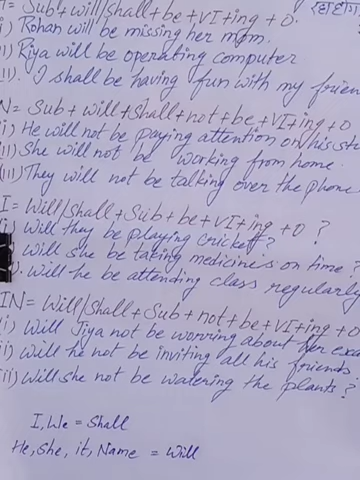 = Sub + will/shall + be + VI + ing + O.
i) Rohan will be missing her mom.
ii) Riya will be operating computer
iii). I shall be having fun with my frien
N = Sub + will + shall + not + be + VI + ing + O
(i) He will not be paying attention on his stu
(ii) She will not be working from home.
(iii) They will not be talking over the phone.
I = Will/Shall + Sub + be + VI + ing + O ?
(i) Will they be playing cricket?
Will she be taking medicine's on time?
Will he be attending class regularly
IN = Will/Shall + Sub + not + be + VI + ing + O
(i) Will Jiya not be worring about her exa
ii) Will he not be inviting all his friends
iii) Will she not be watering the plants?
I, We = Shall
He, She, it, Name = Will